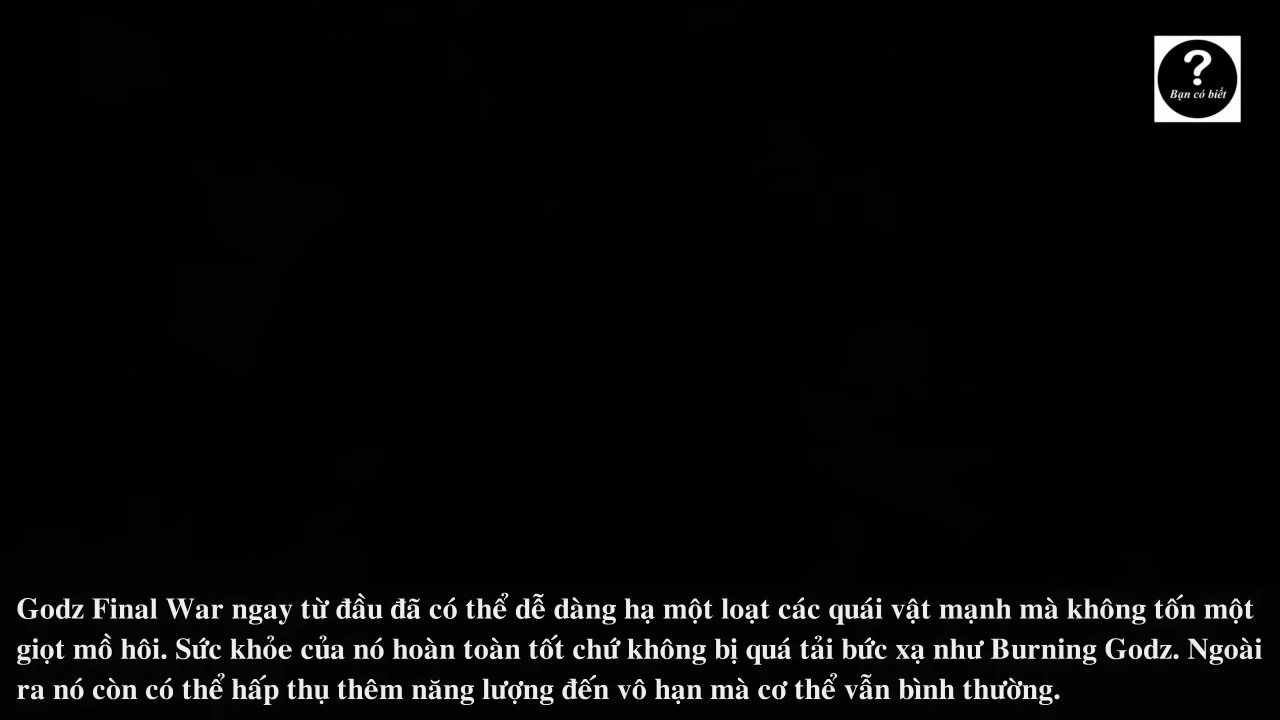 ?
Bạn có biết
Godz Final War ngay từ đầu đã có thể dễ dàng hạ một loạt các quái vật mạnh mà không tốn một
giọt mồ hôi. Sức khỏe của nó hoàn toàn tốt chứ không bị quá tải bức xạ như Burning Godz. Ngoài
ra nó còn có thể hấp thụ thêm năng lượng đến vô hạn mà cơ thể vẫn bình thường.